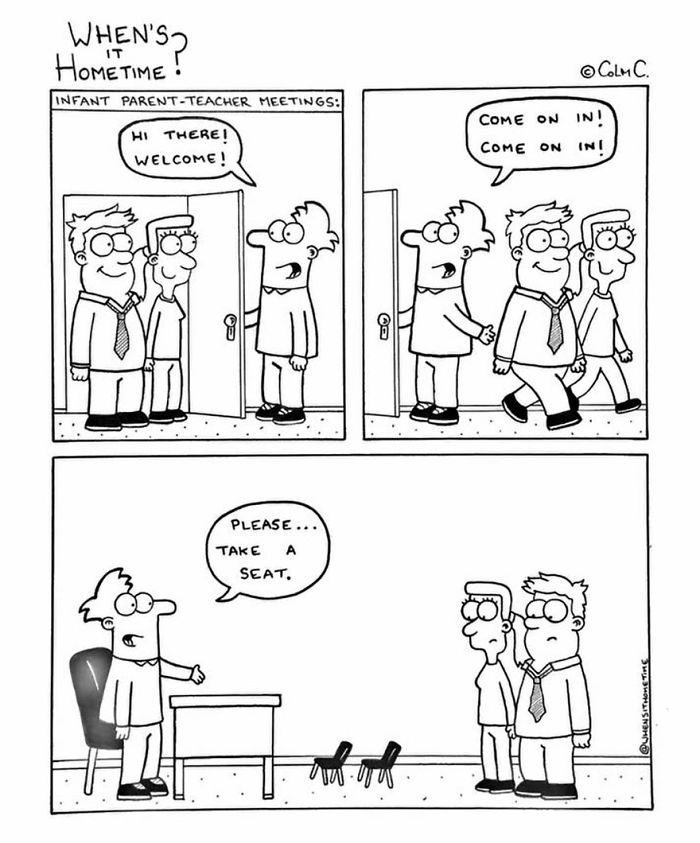 WHEN'S
IT
HOMETIME?
© COLM C.
INFANT PARENT-TEACHER MEETINGS:
HI THERE!
WELCOME!
COME ON IN!
COME ON IN!
PLEASE...
TAKE A
SEAT.
@WHENSITHOMETIME